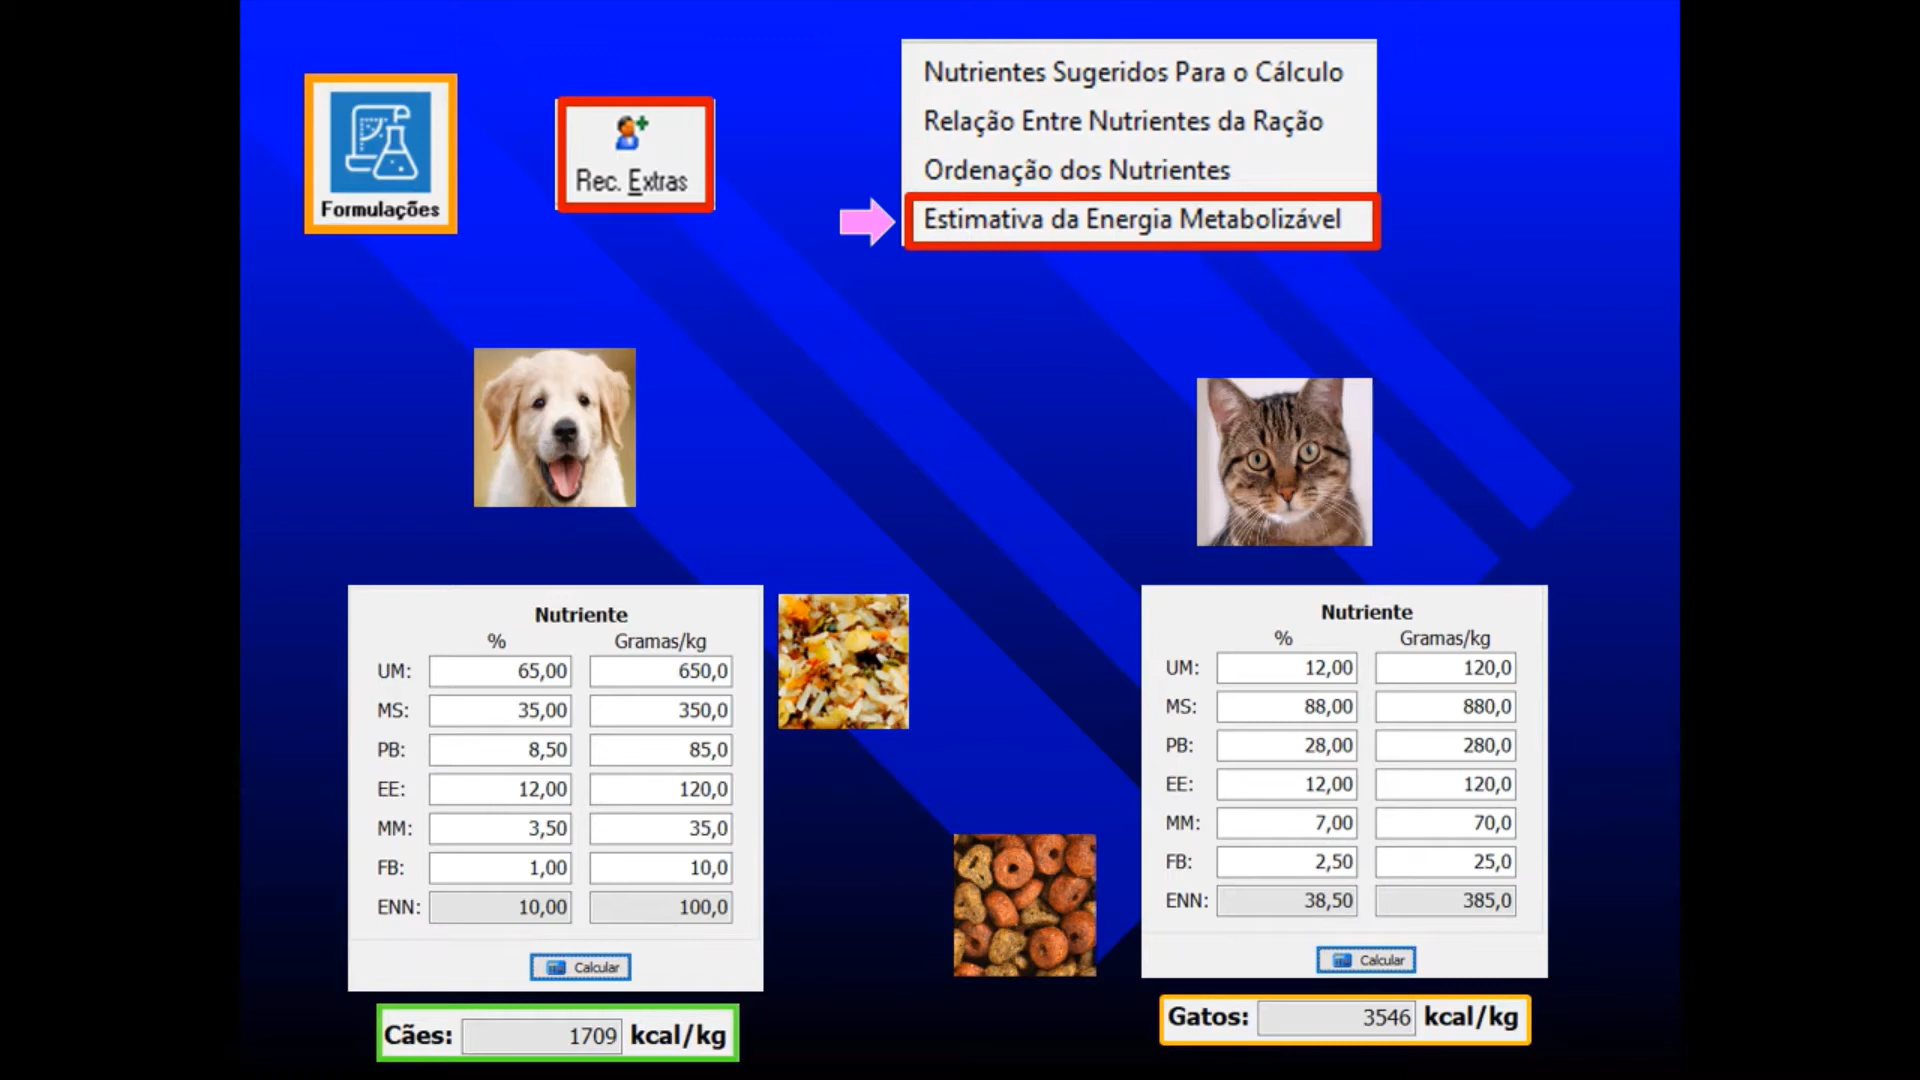 Formulações
Rec. Extras
Nutrientes Sugeridos Para o Cálculo
Relação Entre Nutrientes da Ração
Ordenação dos Nutrientes
Estimativa da Energia Metabolizável
Nutriente
% Gramas/kg
UM: 65,00 650,0
MS: 35,00 350,0
PB: 8,50 85,0
EE: 12,00 120,0
MM: 3,50 35,0
FB: 1,00 10,0
ENN: 10,00 100,0
Calcular
Cães: 1709 kcal/kg
Nutriente
% Gramas/kg
UM: 12,00 120,0
MS: 88,00 880,0
PB: 28,00 280,0
EE: 12,00 120,0
MM: 7,00 70,0
FB: 2,50 25,0
ENN: 38,50 385,0
Calcular
Gatos: 3546 kcal/kg